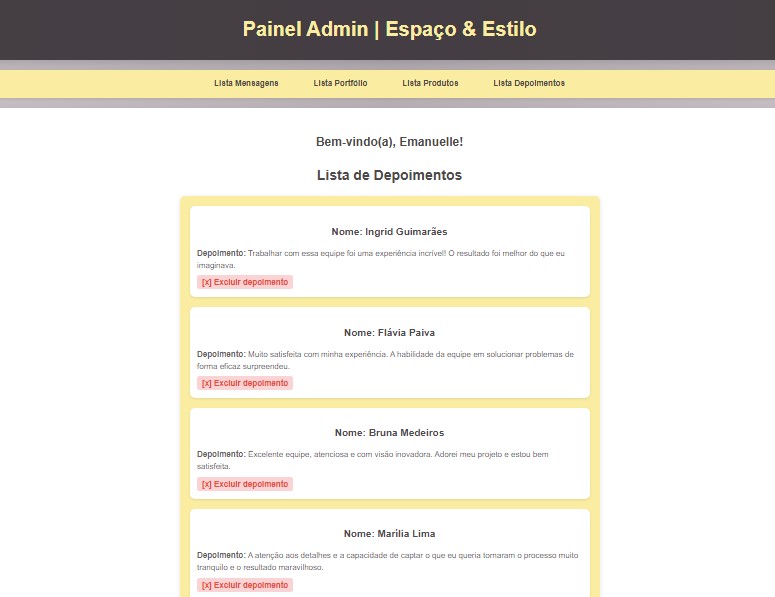 Painel Admin | Espaço & Estilo
Lista Mensagens Lista Portfólio Lista Produtos Lista Depoimentos
Bem-vindo(a), Emanuelle!
Lista de Depoimentos
Nome: Ingrid Guimarães
Depoimento: Trabalhar com essa equipe foi uma experiência incrível! O resultado foi melhor do que eu
imaginava.
[x] Excluir depoimento
Nome: Flávia Paiva
Depoimento: Muito satisfeita com minha experiência. A habilidade da equipe em solucionar problemas de
forma eficaz surpreendeu.
[x] Excluir depoimento
Nome: Bruna Medeiros
Depoimento: Excelente equipe, atenciosa e com visão inovadora. Adorei meu projeto e estou bem
satisfeita.
[x] Excluir depoimento
Nome: Marília Lima
Depoimento: A atenção aos detalhes e a capacidade de captar o que eu queria tornaram o processo muito
tranquilo e o resultado maravilhoso.
[x] Excluir depoimento